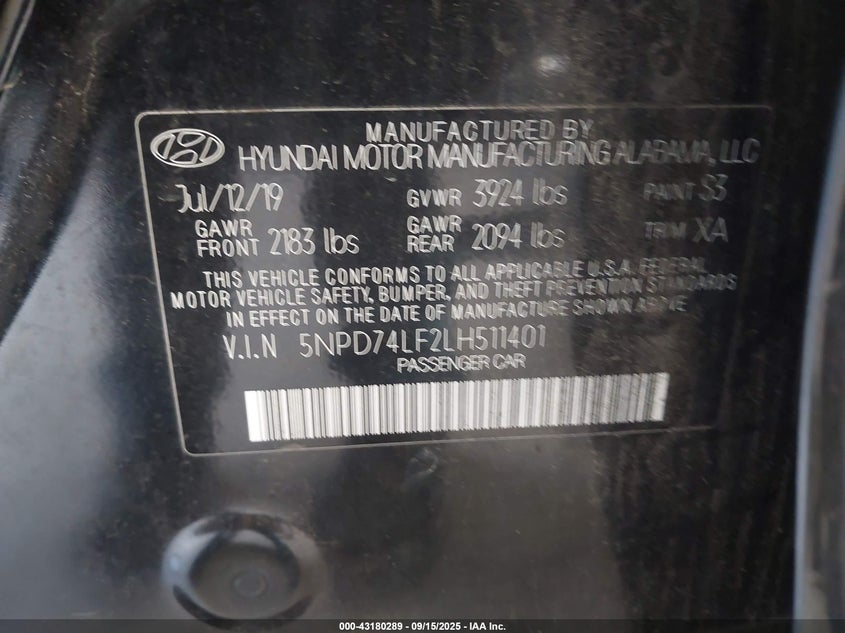 MANUFACTURED BY
HYUNDAI MOTOR MANUFACTURING ALABAMA, LLC
Jul/12/19 GVWR 3924 lbs PAINT S3
GAWR FRONT 2183 lbs GAWR REAR 2094 lbs TRIM XA
THIS VEHICLE CONFORMS TO ALL APPLICABLE U.S.A. FEDERAL
MOTOR VEHICLE SAFETY, BUMPER, AND THEFT PREVENTION STANDARDS
IN EFFECT ON THE DATE OF MANUFACTURE SHOWN ABOVE
V.I.N 5NPD74LF2LH511401
PASSENGER CAR
000-43180289 - 09/15/2025 - IAA Inc.